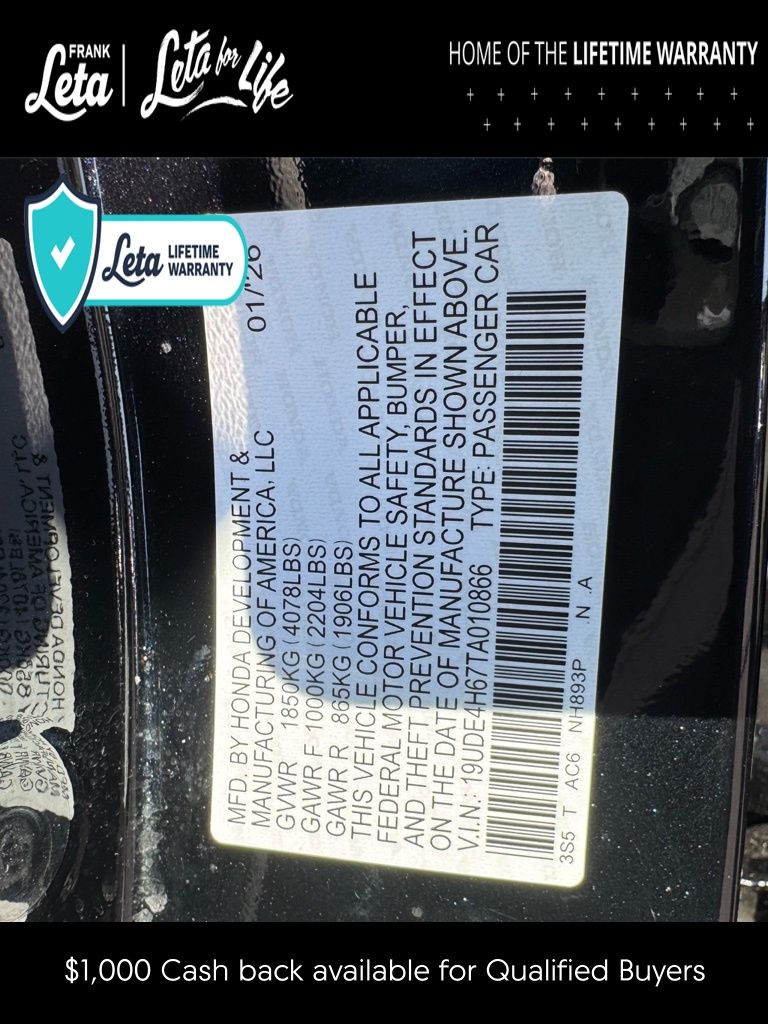 FRANK
Leta
Leta for Life
HOME OF THE LIFETIME WARRANTY
Leta LIFETIME
WARRANTY
01/26
MFD. BY HONDA DEVELOPMENT &
MANUFACTURING OF AMERICA, LLC
GVWR 1850KG (4078LBS)
GAWR F 1000KG (2204LBS)
GAWR R 865KG (1906LBS)
THIS VEHICLE CONFORMS TO ALL APPLICABLE
FEDERAL MOTOR VEHICLE SAFETY, BUMPER,
AND THEFT PREVENTION STANDARDS IN EFFECT
ON THE DATE OF MANUFACTURE SHOWN ABOVE.
V.I.N.: 19UDE4H67TA010866 TYPE: PASSENGER CAR
3S5 T AC6 NH893P N .A
$1,000 Cash back available for Qualified Buyers